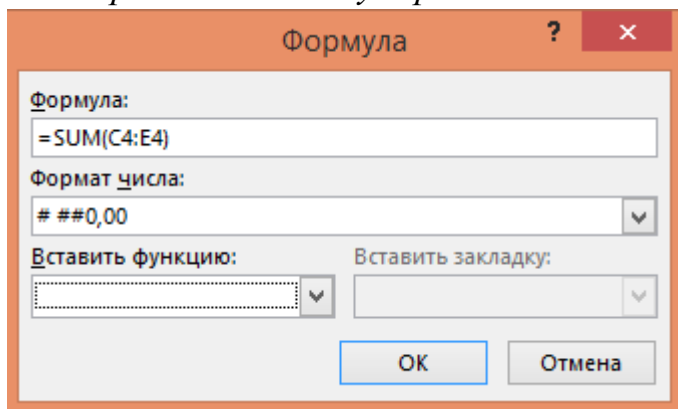 Формула ? ×
Формула:
=SUM(C4:E4)
Формат числа:
# ##0,00
Вставить функцию: Вставить закладку:
ОК Отмена